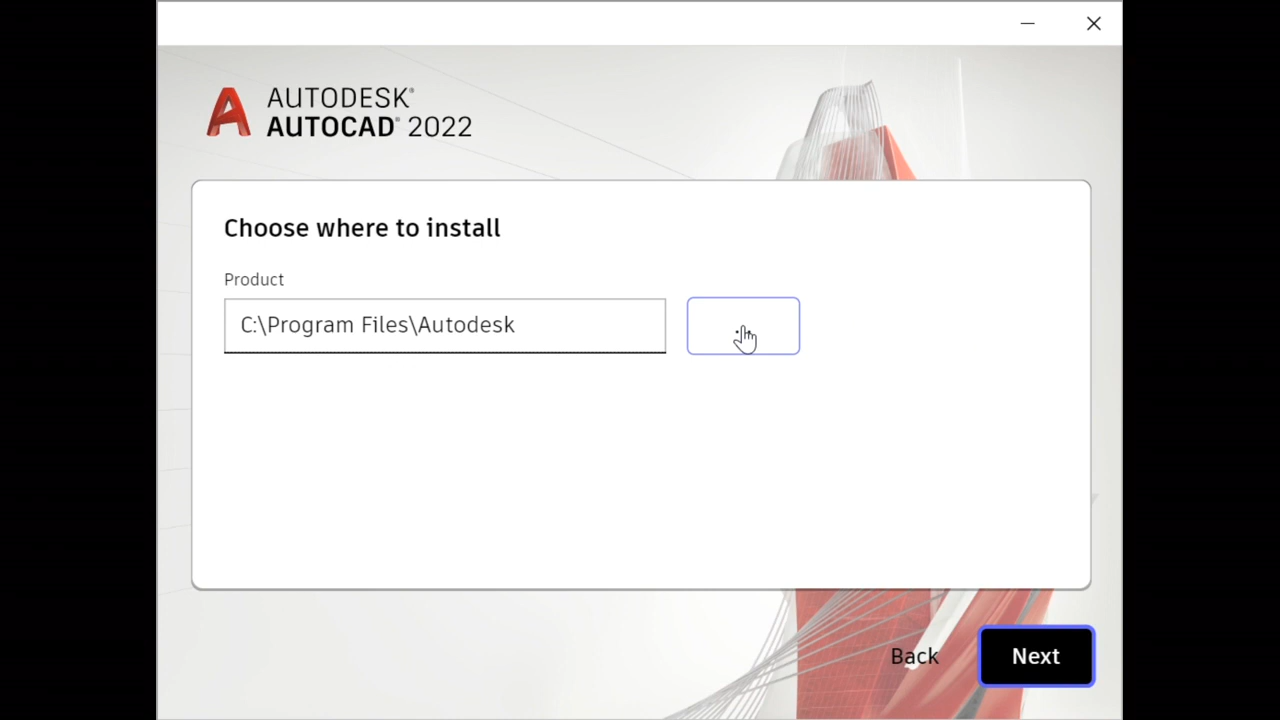 AUTODESK®
AUTOCAD® 2022
Choose where to install
Product
C:\Program Files\Autodesk
Back
Next